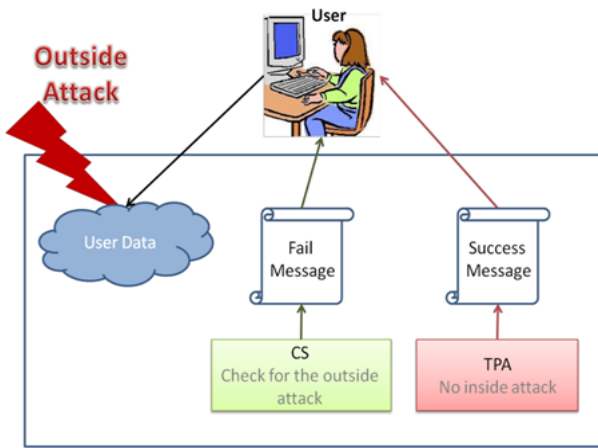 User
Outside
Attack
User Data
Fail
Message
Success
Message
CS
Check for the outside
attack
TPA
No inside attack